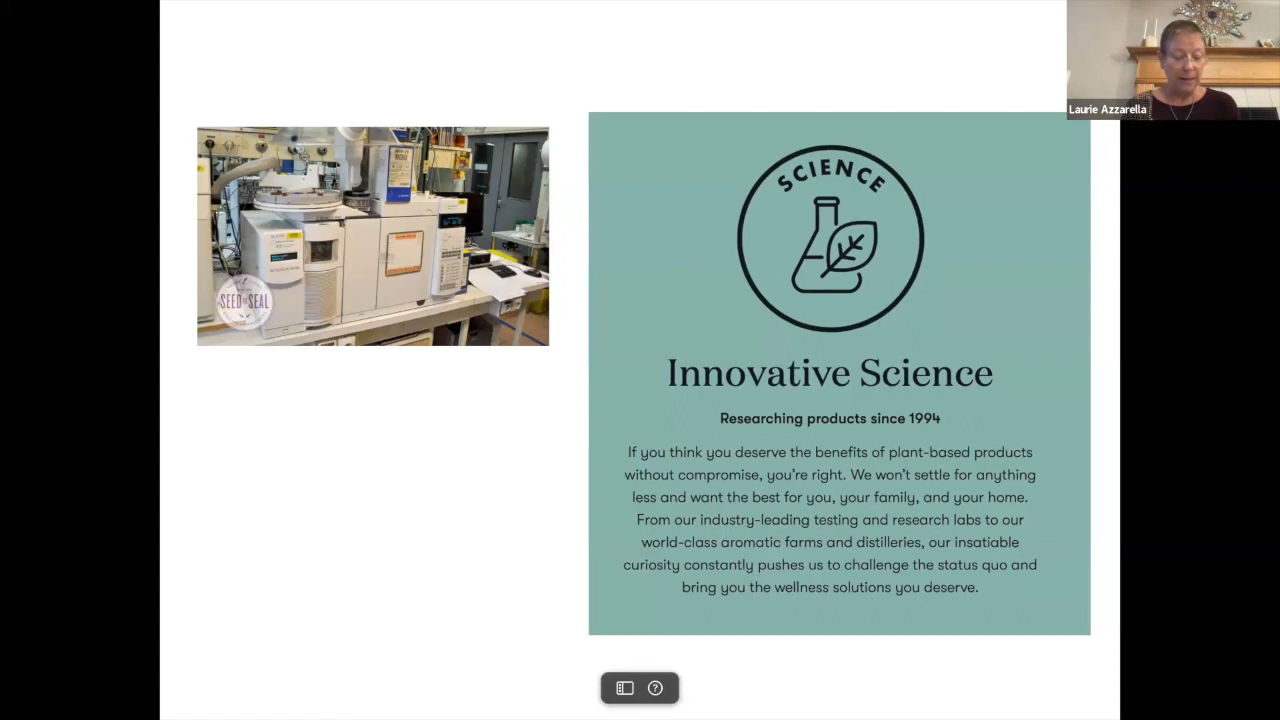 Laurie Azzarella
SEED TO SEAL
SCIENCE
Innovative Science
Researching products since 1994
If you think you deserve the benefits of plant-based products
without compromise, you're right. We won't settle for anything
less and want the best for you, your family, and your home.
From our industry-leading testing and research labs to our
world-class aromatic farms and distilleries, our insatiable
curiosity constantly pushes us to challenge the status quo and
bring you the wellness solutions you deserve.